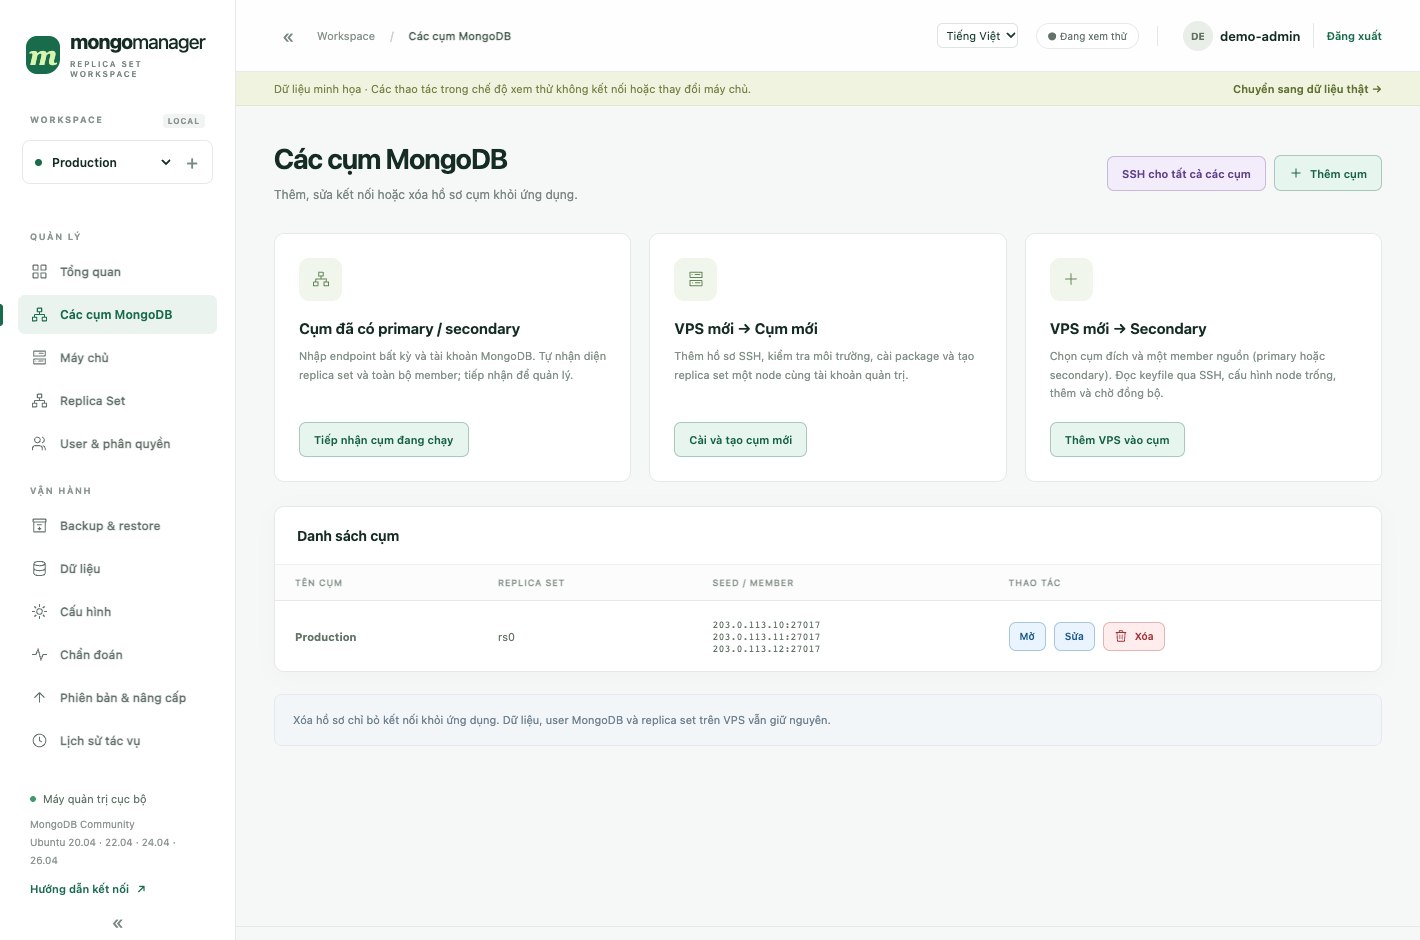 m
mongomanager
REPLICA SET
WORKSPACE
WORKSPACE
LOCAL
Production
QUẢN LÝ
Tổng quan
Các cụm MongoDB
Máy chủ
Replica Set
User & phân quyền
VẬN HÀNH
Backup & restore
Dữ liệu
Cấu hình
Chẩn đoán
Phiên bản & nâng cấp
Lịch sử tác vụ
Máy quản trị cục bộ
MongoDB Community
Ubuntu 20.04 · 22.04 · 24.04 ·
26.04
Hướng dẫn kết nối ↗
«
« Workspace / Các cụm MongoDB
Tiếng Việt
Đang xem thử
DE demo-admin
Đăng xuất
Dữ liệu minh họa · Các thao tác trong chế độ xem thử không kết nối hoặc thay đổi máy chủ.
Chuyển sang dữ liệu thật →
Các cụm MongoDB
Thêm, sửa kết nối hoặc xóa hồ sơ cụm khỏi ứng dụng.
SSH cho tất cả các cụm
+ Thêm cụm
Cụm đã có primary / secondary
Nhập endpoint bất kỳ và tài khoản MongoDB. Tự nhận diện
replica set và toàn bộ member; tiếp nhận để quản lý.
Tiếp nhận cụm đang chạy
VPS mới → Cụm mới
Thêm hồ sơ SSH, kiểm tra môi trường, cài package và tạo
replica set một node cùng tài khoản quản trị.
Cài và tạo cụm mới
VPS mới → Secondary
Chọn cụm đích và một member nguồn (primary hoặc
secondary). Đọc keyfile qua SSH, cấu hình node trống,
thêm và chờ đồng bộ.
Thêm VPS vào cụm
Danh sách cụm
TÊN CỤM REPLICA SET SEED / MEMBER THAO TÁC
Production rs0
203.0.113.10:27017
203.0.113.11:27017
203.0.113.12:27017
Mở Sửa Xóa
Xóa hồ sơ chỉ bỏ kết nối khỏi ứng dụng. Dữ liệu, user MongoDB và replica set trên VPS vẫn giữ nguyên.